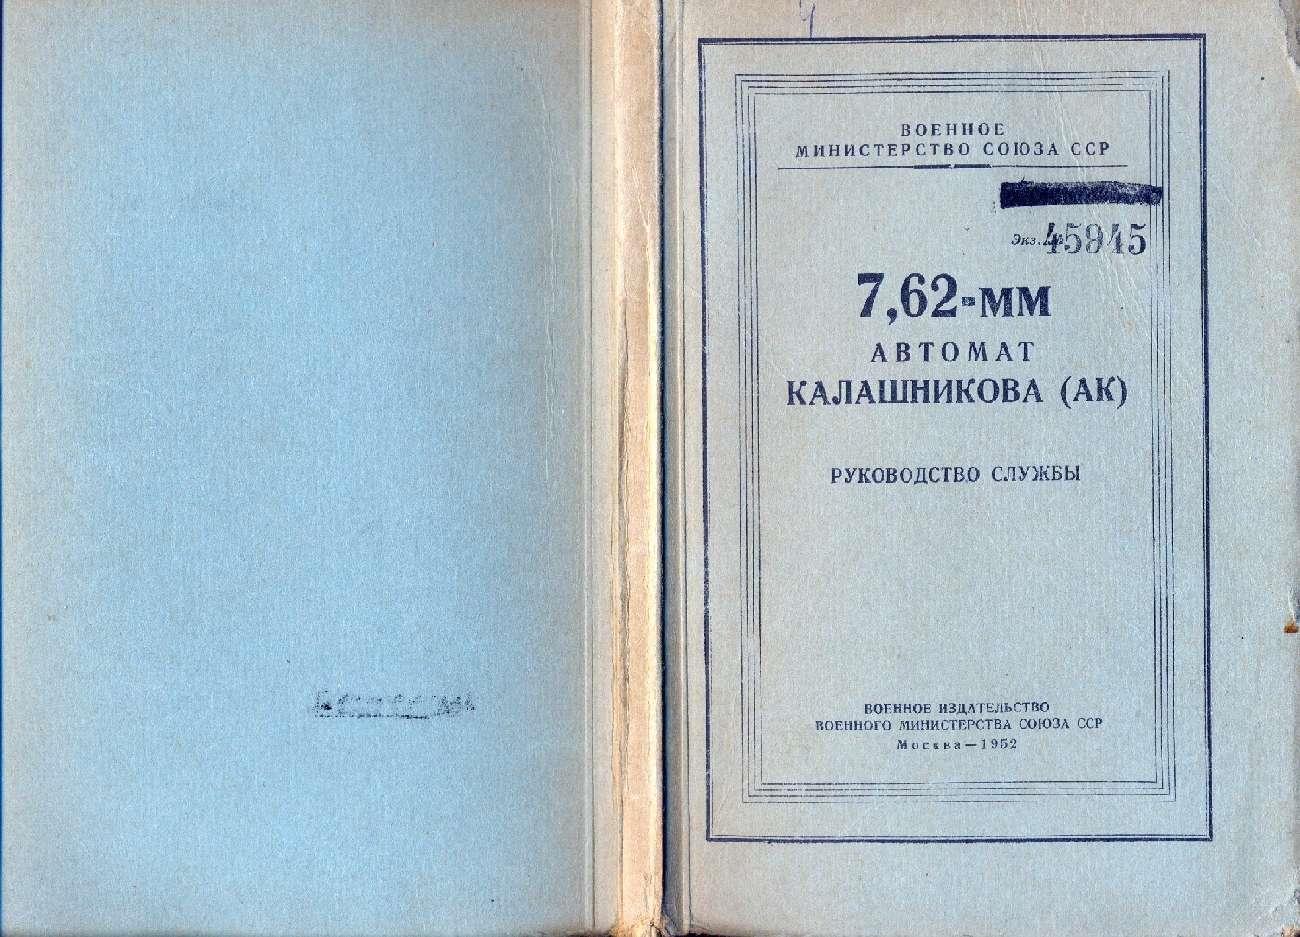 ВОЕННОЕ
МИНИСТЕРСТВО СОЮЗА ССР
Экз. № 45945
7,62-мм
АВТОМАТ
КАЛАШНИКОВА (АК)
РУКОВОДСТВО СЛУЖБЫ
ВОЕННОЕ ИЗДАТЕЛЬСТВО
ВОЕННОГО МИНИСТЕРСТВА СОЮЗА ССР
Москва — 1952